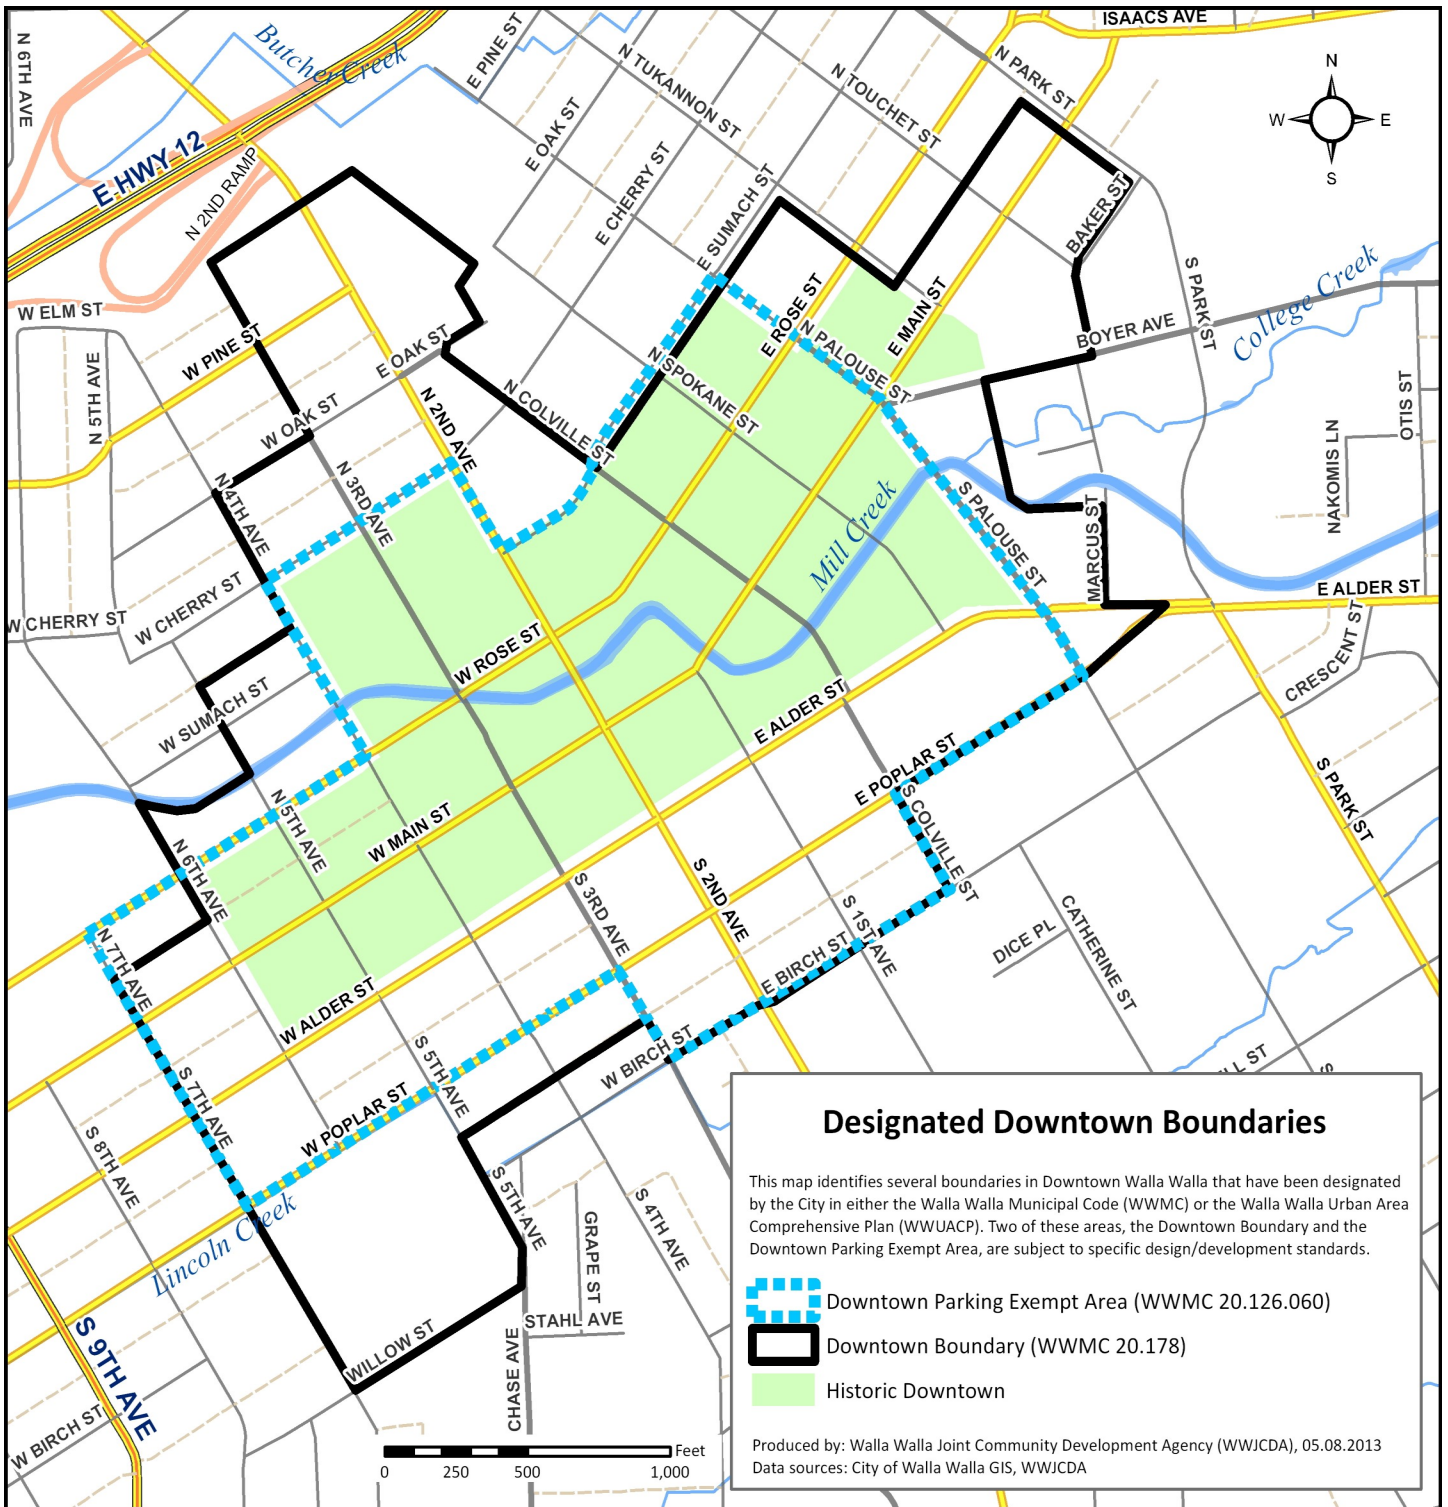 ISAACS AVE
N 6TH AVE
Butcher Creek
E PINE ST
N TUKANNON ST
N TOUCHET ST
N PARK ST
N
W E
S
E OAK ST
E HWY 12
N 2ND RAMP
E CHERRY ST
E SUMACH ST
BAKER ST
S PARK ST
College Creek
W ELM ST
W PINE ST
E OAK ST
E ROSE ST
E MAIN ST
N PALOUSE ST
BOYER AVE
N 5TH AVE
N 2ND AVE
N COLVILLE ST
N SPOKANE ST
OTIS ST
W OAK ST
N 3RD AVE
N 4TH AVE
Mill Creek
S PALOUSE ST
NAKOMIS LN
MARCUS ST
W CHERRY ST
W CHERRY ST
E ALDER ST
W ROSE ST
CRESCENT ST
W SUMACH ST
E ALDER ST
E POPLAR ST
S PARK ST
N 5TH AVE
W MAIN ST
S COLVILLE ST
N 6TH AVE
S 3RD AVE
S 2ND AVE
S 1ST AVE
N 7TH AVE
E BIRCH ST
DICE PL
CATHERINE ST
W ALDER ST
S 5TH AVE
W BIRCH ST
LL ST
S
S 7TH AVE
W POPLAR ST
S 8TH AVE
Lincoln Creek
S 5TH AVE
GRAPE ST
S 4TH AVE
STAHL AVE
WILLOW ST
CHASE AVE
S 9TH AVE
W BIRCH ST
Feet
0 250 500 1,000
Designated Downtown Boundaries
This map identifies several boundaries in Downtown Walla Walla that have been designated
by the City in either the Walla Walla Municipal Code (WWMC) or the Walla Walla Urban Area
Comprehensive Plan (WWUACP). Two of these areas, the Downtown Boundary and the
Downtown Parking Exempt Area, are subject to specific design/development standards.
Downtown Parking Exempt Area (WWMC 20.126.060)
Downtown Boundary (WWMC 20.178)
Historic Downtown
Produced by: Walla Walla Joint Community Development Agency (WWJCDA), 05.08.2013
Data sources: City of Walla Walla GIS, WWJCDA